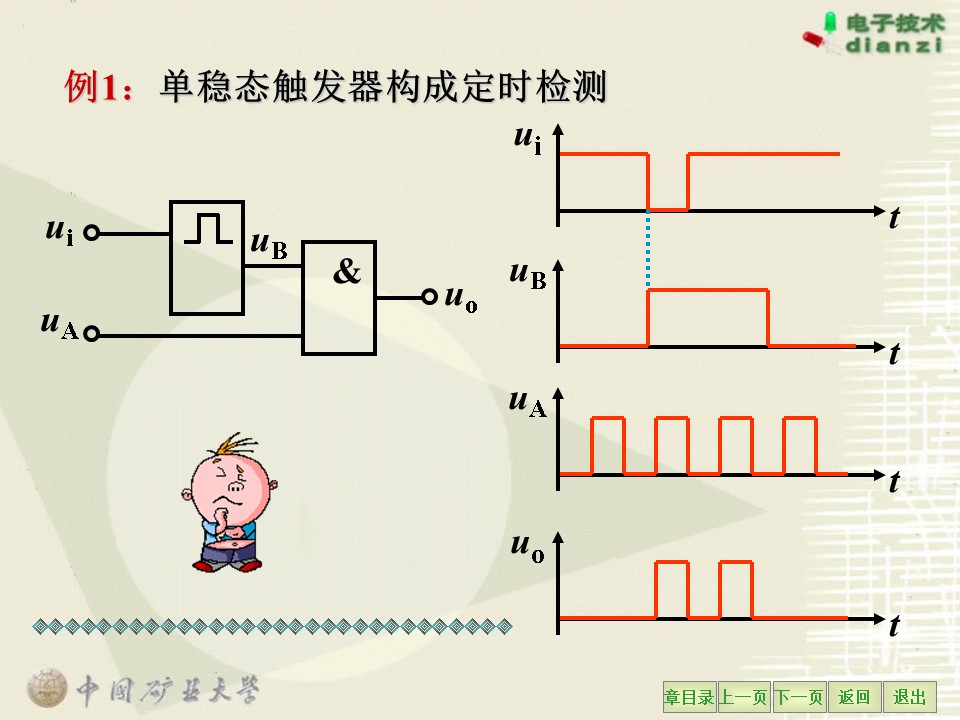 电子技术
dianzi
例1：单稳态触发器构成定时检测
ui
uB
&
uo
uA
ui
t
uB
t
uA
t
uo
t
中国矿业大学
章目录 上一页 下一页 返回 退出